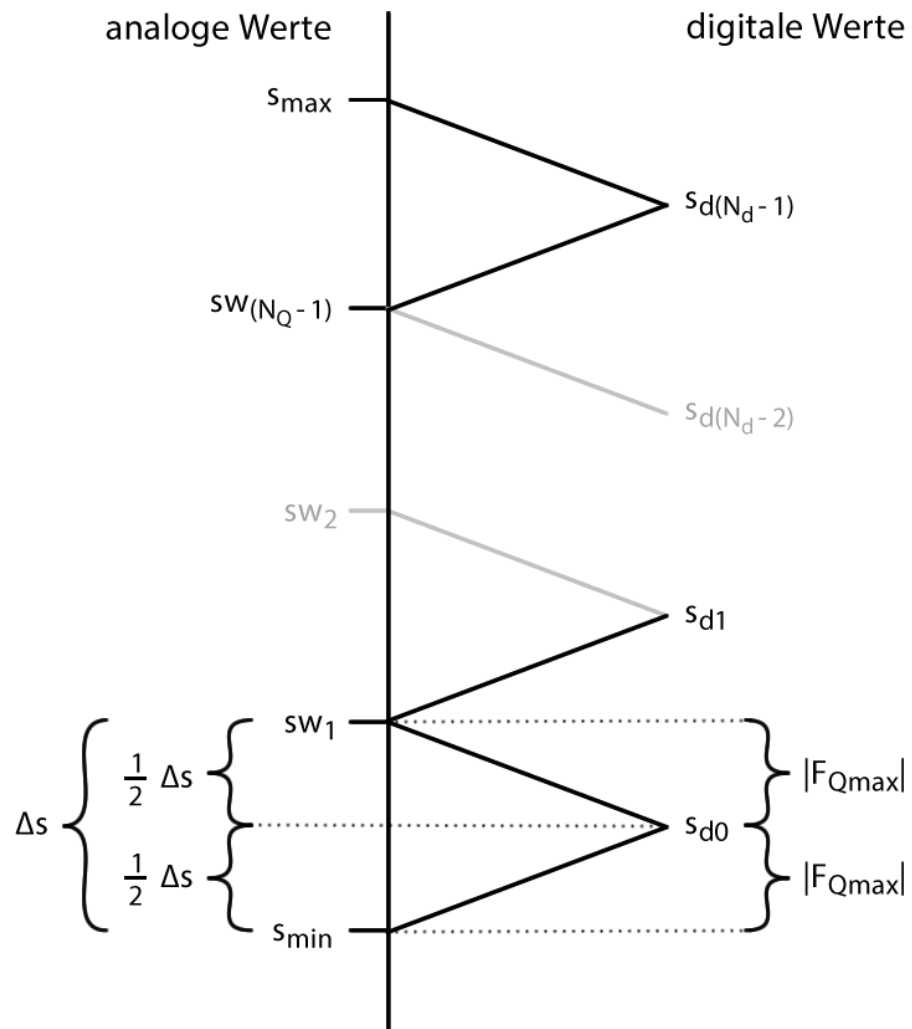 analoge Werte
digitale Werte
s_max
s_d(N_d - 1)
sw_(N_Q - 1)
s_d(N_d - 2)
sw_2
s_d1
sw_1
1/2 Δs
|F_Qmax|
Δs
s_d0
1/2 Δs
|F_Qmax|
s_min